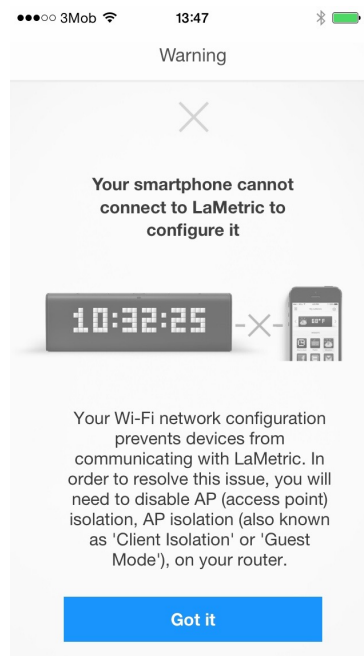 3Mob 13:47
Warning
Your smartphone cannot
connect to LaMetric to
configure it
10:32:25
Your Wi-Fi network configuration
prevents devices from
communicating with LaMetric. In
order to resolve this issue, you will
need to disable AP (access point)
isolation, AP isolation (also known
as 'Client Isolation' or 'Guest
Mode'), on your router.
Got it